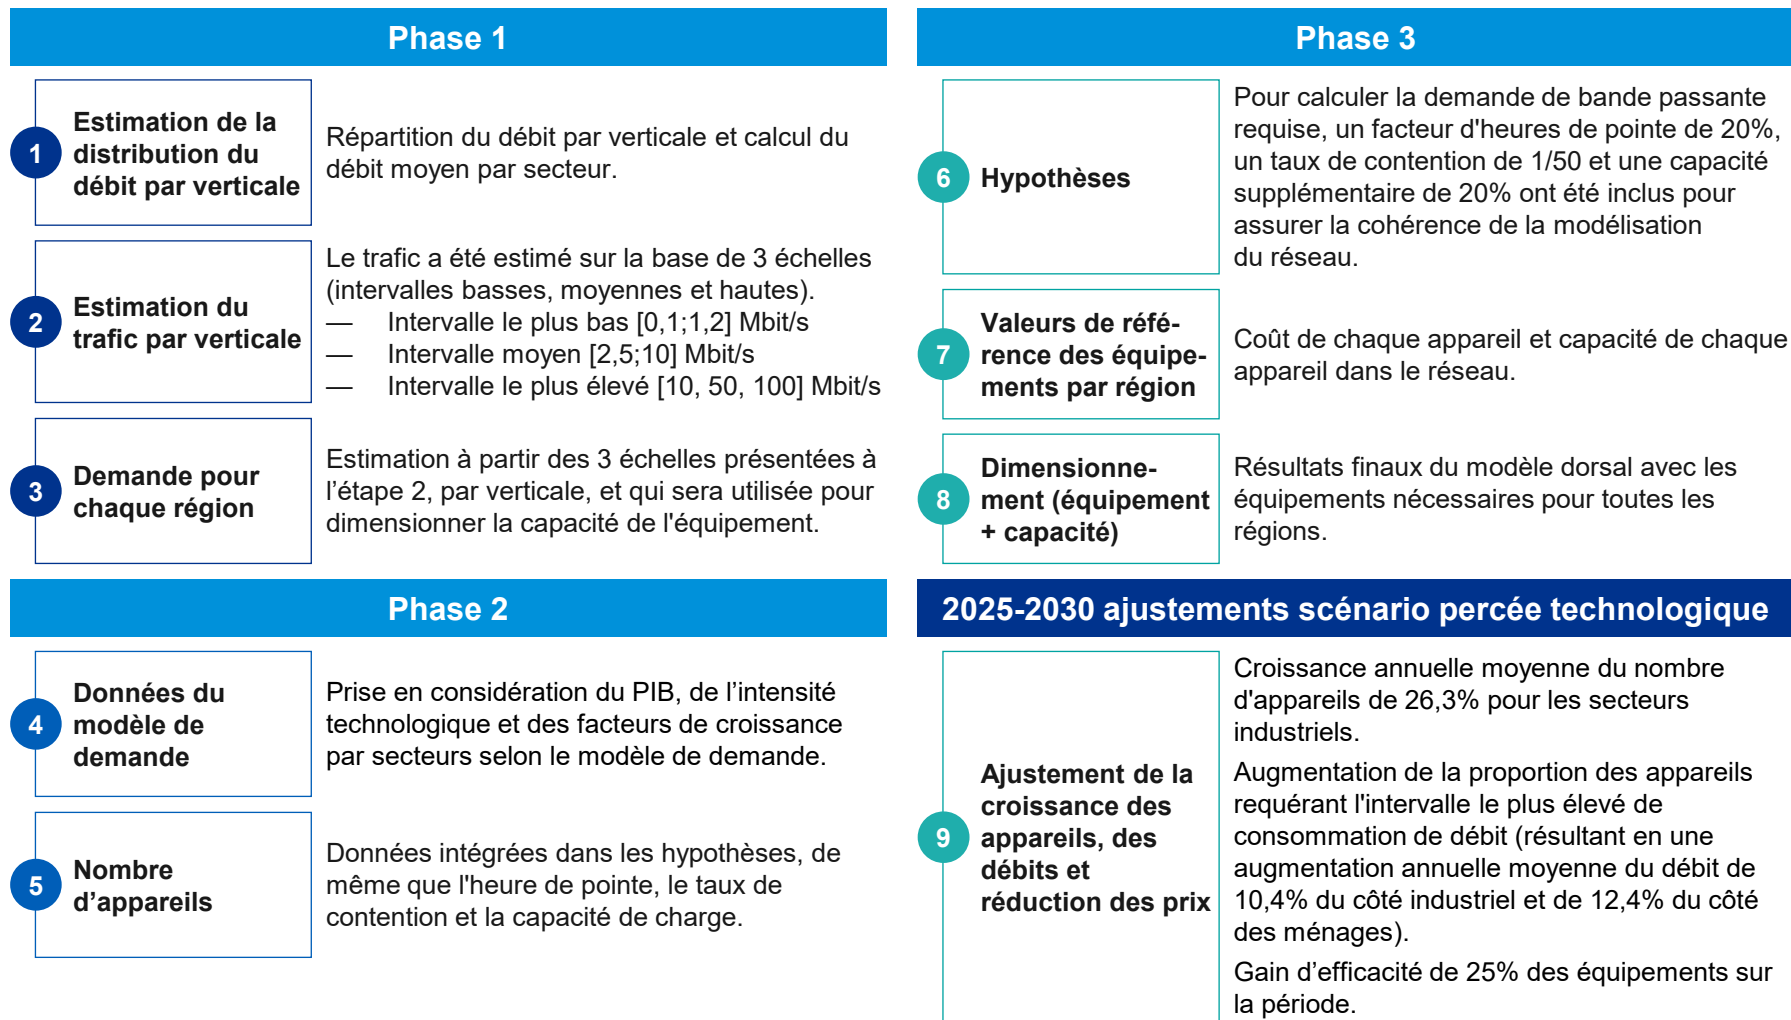 Phase 1
1
Estimation de la
distribution du
débit par verticale
Répartition du débit par verticale et calcul du
débit moyen par secteur.
2
Estimation du
trafic par verticale
Le trafic a été estimé sur la base de 3 échelles
(intervalles basses, moyennes et hautes).
— Intervalle le plus bas [0,1;1,2] Mbit/s
— Intervalle moyen [2,5;10] Mbit/s
— Intervalle le plus élevé [10, 50, 100] Mbit/s
3
Demande pour
chaque région
Estimation à partir des 3 échelles présentées à
l’étape 2, par verticale, et qui sera utilisée pour
dimensionner la capacité de l'équipement.
Phase 2
4
Données du
modèle de
demande
Prise en considération du PIB, de l’intensité
technologique et des facteurs de croissance
par secteurs selon le modèle de demande.
5
Nombre
d’appareils
Données intégrées dans les hypothèses, de
même que l'heure de pointe, le taux de
contention et la capacité de charge.
Phase 3
6
Hypothèses
Pour calculer la demande de bande passante
requise, un facteur d'heures de pointe de 20%,
un taux de contention de 1/50 et une capacité
supplémentaire de 20% ont été inclus pour
assurer la cohérence de la modélisation
du réseau.
7
Valeurs de réfé-
rence des équipe-
ments par région
Coût de chaque appareil et capacité de chaque
appareil dans le réseau.
8
Dimensionne-
ment (équipement
+ capacité)
Résultats finaux du modèle dorsal avec les
équipements nécessaires pour toutes les
régions.
2025-2030 ajustements scénario percée technologique
9
Ajustement de la
croissance des
appareils, des
débits et
réduction des prix
Croissance annuelle moyenne du nombre
d'appareils de 26,3% pour les secteurs
industriels.
Augmentation de la proportion des appareils
requérant l'intervalle le plus élevé de
consommation de débit (résultant en une
augmentation annuelle moyenne du débit de
10,4% du côté industriel et de 12,4% du côté
des ménages).
Gain d’efficacité de 25% des équipements sur
la période.